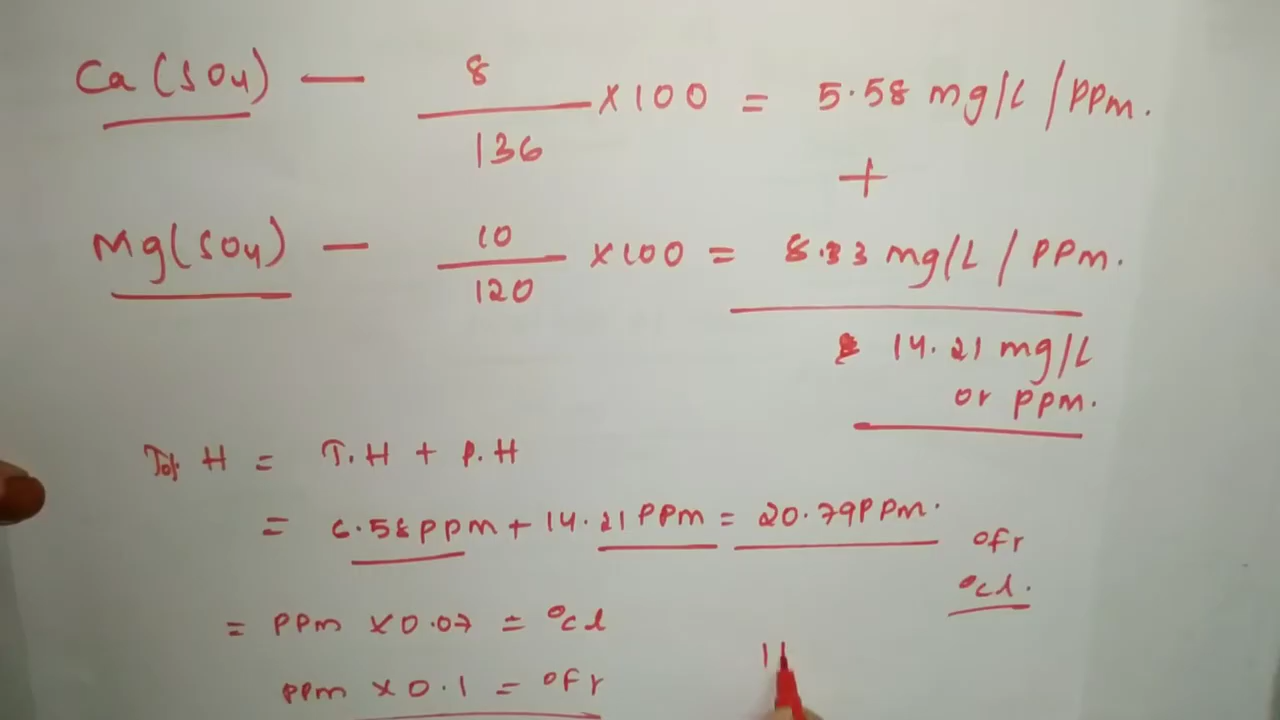 Ca(SO4) — 8/136 ×100 = 5.58 mg/L/PPm.
+
Mg(SO4) — 10/120 ×100 = 8.33 mg/L/PPm.
14.21 mg/L
or PPm.
Tot H = T.H + P.H
= 6.58 PPm + 14.21 PPm = 20.79 PPm.
°fr
°cl.
= PPm ×0.07 = °cl
PPm ×0.1 = °fr